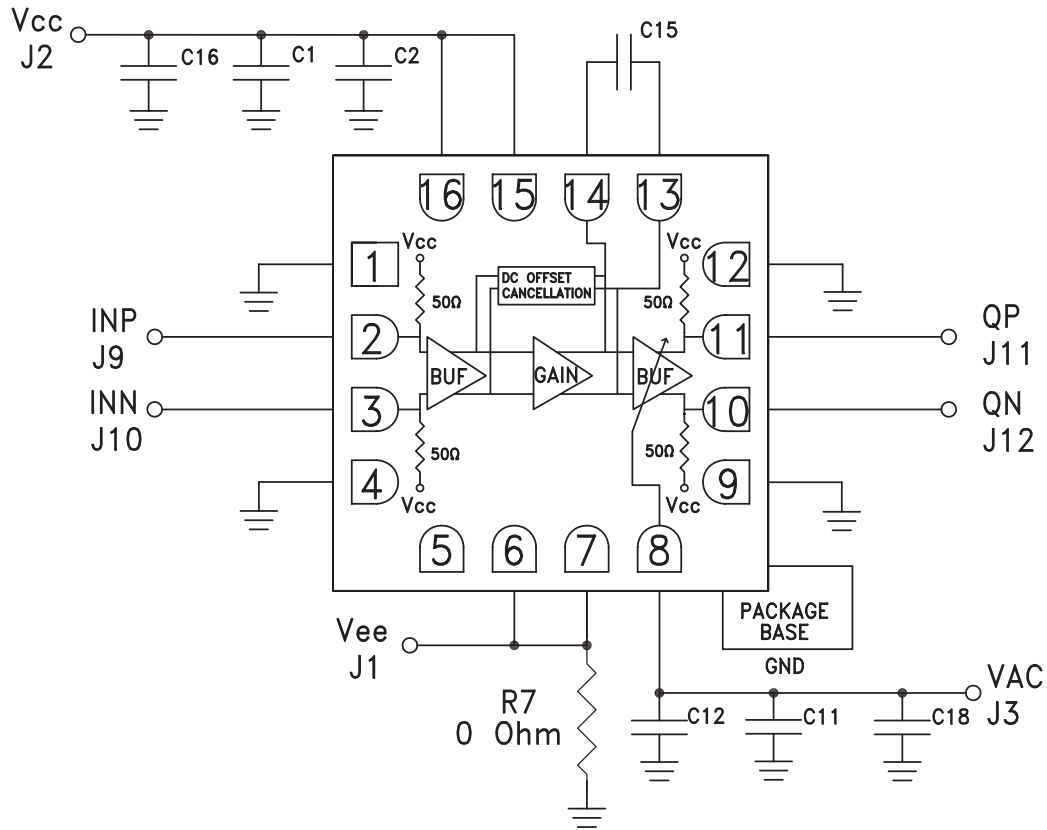 Vcc
J2
C16
C1
C2
C15
16
15
14
13
1
2
3
4
Vcc
50Ω
DC OFFSET
CANCELLATION
Vcc
50Ω
12
11
10
9
INP
J9
INN
J10
QP
J11
QN
J12
BUF
GAIN
BUF
50Ω
Vcc
50Ω
Vcc
5
6
7
8
Vee
J1
PACKAGE
BASE
GND
R7
0 Ohm
C12
C11
C18
VAC
J3